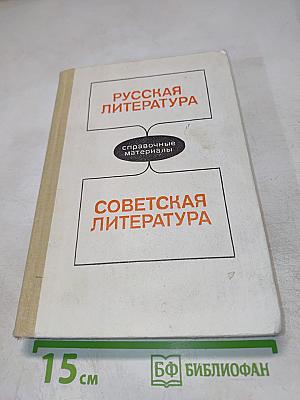 РУССКАЯ
ЛИТЕРАТУРА
справочные
материалы
СОВЕТСКАЯ
ЛИТЕРАТУРА
15 см
БФ БИБЛИОФАН